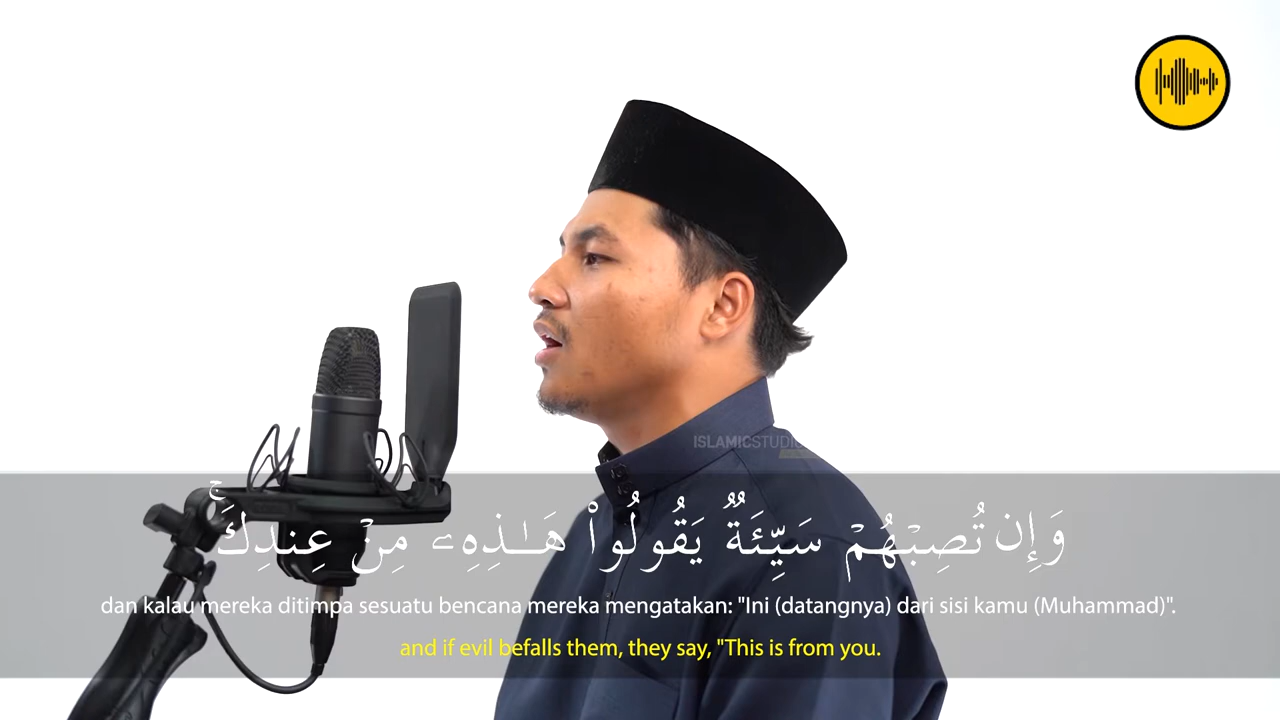 ISLAMICSTUDIO
وَإِن تُصِبْهُمْ سَيِّئَةٌ يَقُولُوا۟ هَـٰذِهِۦ مِنْ عِندِكَ ۚ
dan kalau mereka ditimpa sesuatu bencana mereka mengatakan: "Ini (datangnya) dari sisi kamu (Muhammad)".
and if evil befalls them, they say, "This is from you.